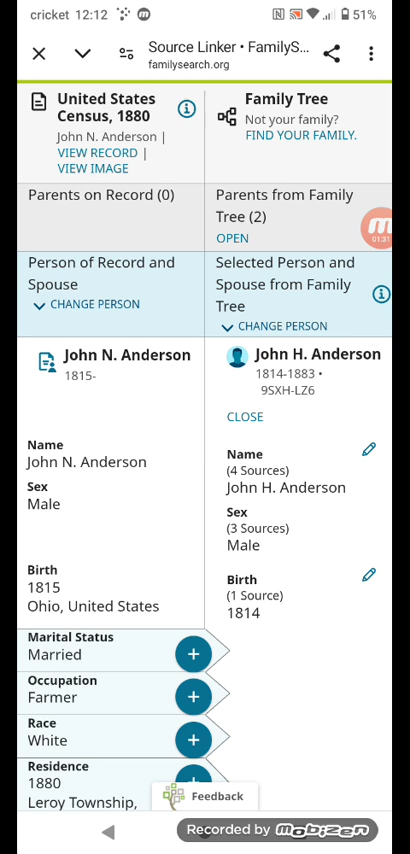 cricket 12:12
51%
Source Linker • FamilyS...
familysearch.org
United States
Census, 1880
John N. Anderson |
VIEW RECORD |
VIEW IMAGE
Family Tree
Not your family?
FIND YOUR FAMILY.
Parents on Record (0)
Parents from Family
Tree (2)
OPEN
01:31
Person of Record and
Spouse
CHANGE PERSON
Selected Person and
Spouse from Family
Tree
CHANGE PERSON
John N. Anderson
1815-
John H. Anderson
1814-1883 •
9SXH-LZ6
CLOSE
Name
John N. Anderson
Sex
Male
Birth
1815
Ohio, United States
Name
(4 Sources)
John H. Anderson
Sex
(3 Sources)
Male
Birth
(1 Source)
1814
Marital Status
Married
Occupation
Farmer
Race
White
Residence
1880
Leroy Township,
Feedback
Recorded by mobizen